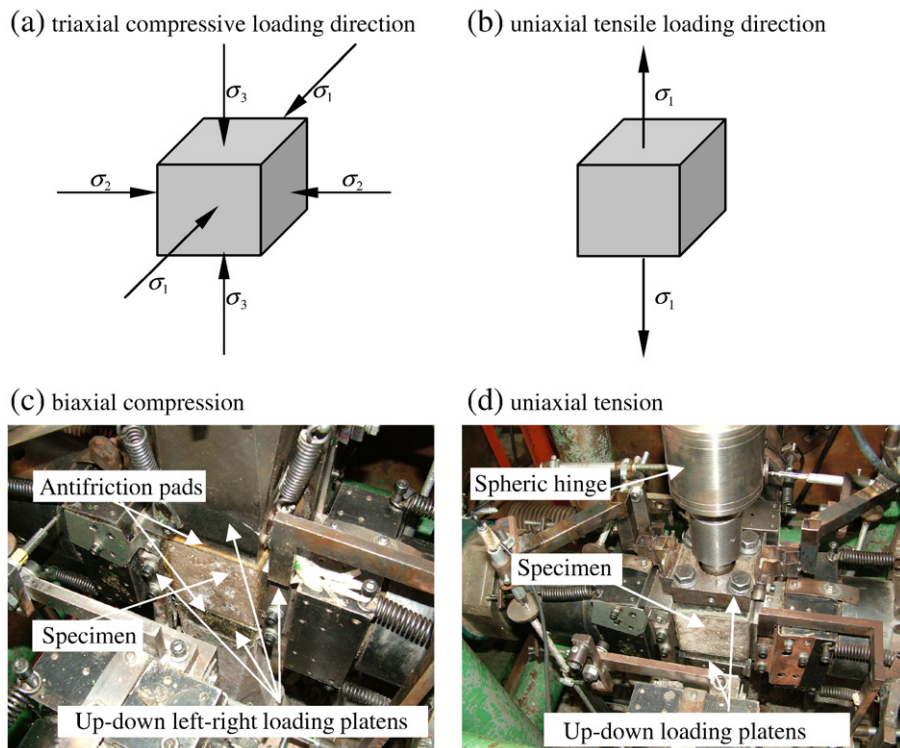 (a) triaxial compressive loading direction
σ3
σ1
σ2
σ2
σ1
σ3
(b) uniaxial tensile loading direction
σ1
σ1
(c) biaxial compression
Antifriction pads
Specimen
Up-down left-right loading platens
(d) uniaxial tension
Spheric hinge
Specimen
Up-down loading platens